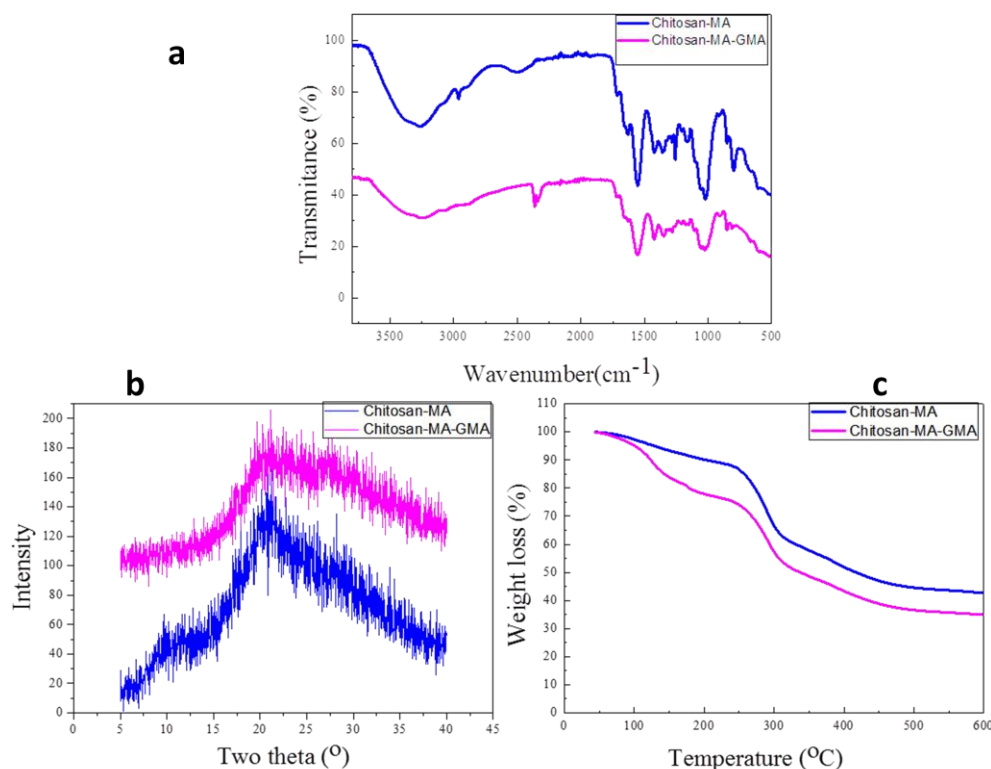 a
Chitosan-MA
Chitosan-MA-GMA
Transmitance (%)
100
80
60
40
20
0
3500 3000 2500 2000 1500 1000 500
Wavenumber(cm-1)
b
Chitosan-MA
Chitosan-MA-GMA
Intensity
220
200
180
160
140
120
100
80
60
40
20
0
0 5 10 15 20 25 30 35 40 45
Two theta (O)
c
Chitosan-MA
Chitosan-MA-GMA
Weight loss (%)
110
100
90
80
70
60
50
40
30
20
10
0
0 100 200 300 400 500 600
Temperature (OC)